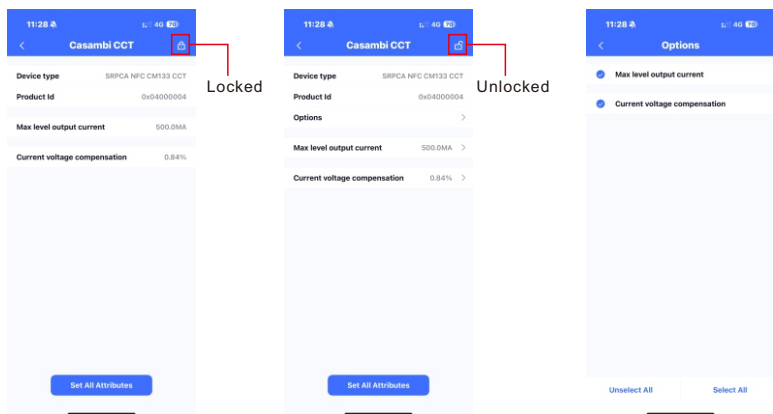 11:28 4G 72
Casambi CCT
Device type SRPCA NFC CM133 CCT
Product Id 0x04000004
Max level output current 500.0MA
Current voltage compensation 0.84%
Set All Attributes
Locked
11:28 4G 72
Casambi CCT
Device type SRPCA NFC CM133 CCT
Product Id 0x04000004
Options
Max level output current 500.0MA
Current voltage compensation 0.84%
Set All Attributes
Unlocked
11:28 4G
Options
Max level output current
Current voltage compensation
Unselect All Select All